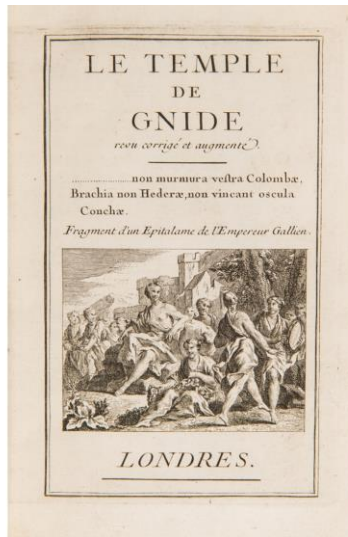 LE TEMPLE
DE
GNIDE
revu corrigé et augmenté.
..................... non murmura vestra Colombæ,
Brachia non Hederæ, non vincant oscula
Conchæ.
Fragment d'un Epitalame de l'Empereur Gallien.
LONDRES.